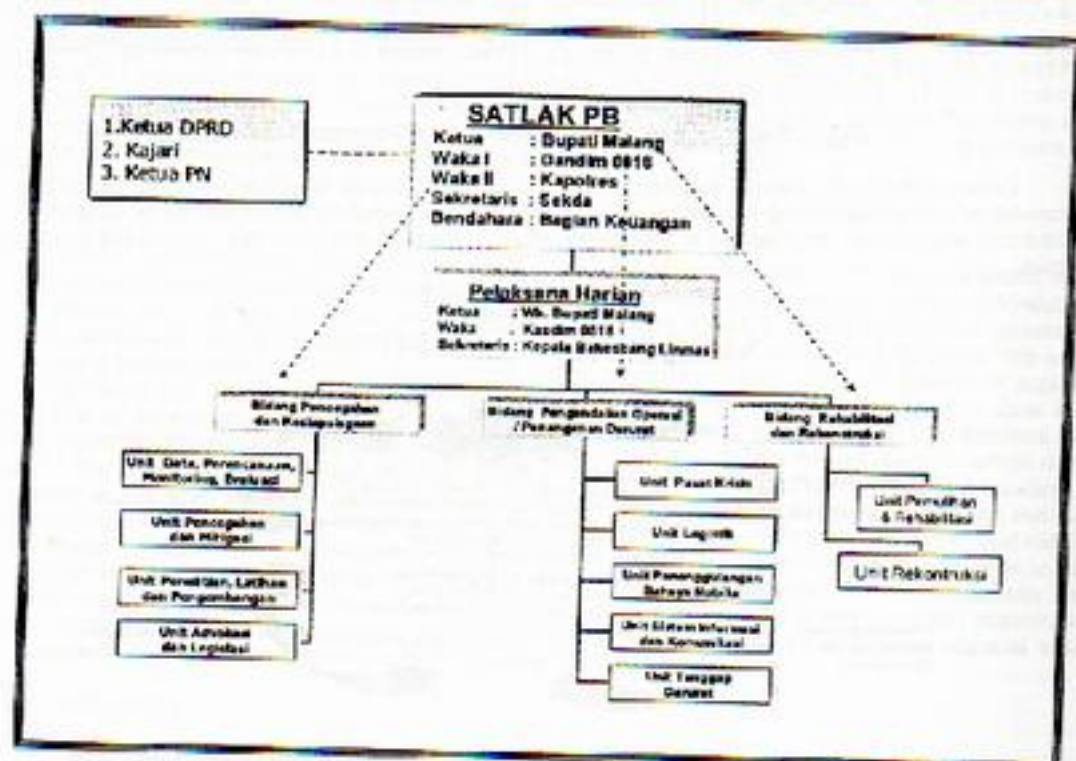 1.Ketua DPRD
2. Kajari
3. Ketua PN
SATLAK PB
Ketua : Bupati Malang
Waka I : Dandim 0818
Waka II : Kapolres
Sekretaris : Sekda
Bendahara : Bagian Keuangan
Pelaksana Harian
Ketua : Wk. Bupati Malang
Waka : Kasdim 0818
Sekretaris : Kepala Bakesbang Linmas
Bidang Pencegahan
dan Kesiapsiagaan
Bidang Pengendalian Operasi
/Penanganan Darurat
Bidang Rehabilitasi
dan Rekonstruksi
Unit Data, Perencanaan,
Monitoring, Evaluasi
Unit Pencegahan
dan Mitigasi
Unit Penelitian, Latihan
dan Pengembangan
Unit Advokasi
dan Legislasi
Unit Pusat Krisis
Unit Logistik
Unit Penanggulangan
Bahaya
Unit Sistem Informasi
dan Komunikasi
Unit Tanggap
Darurat
Unit Pemulihan
& Rehabilitasi
Unit Rekontruksi